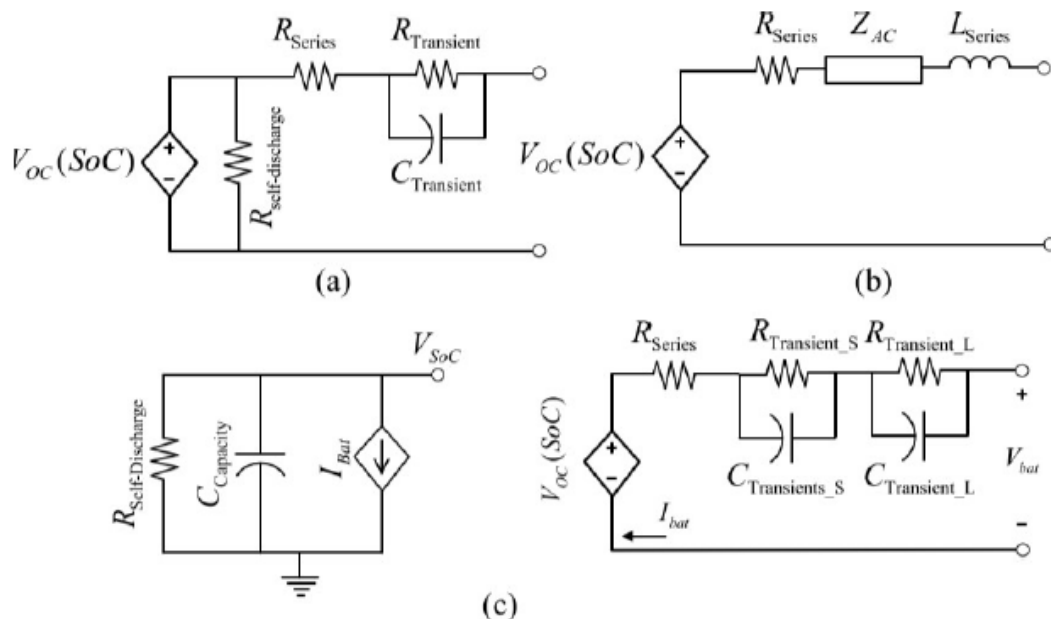 R_Series
R_Transient
V_OC(SoC)
+
-
R_self-discharge
C_Transient
(a)
R_Series
Z_AC
L_Series
V_OC(SoC)
+
-
(b)
V_SoC
R_Self-Discharge
C_Capacity
I_Bat
R_Series
R_Transient_S
R_Transient_L
V_OC(SoC)
+
-
C_Transients_S
C_Transient_L
+
V_bat
-
I_bat
(c)